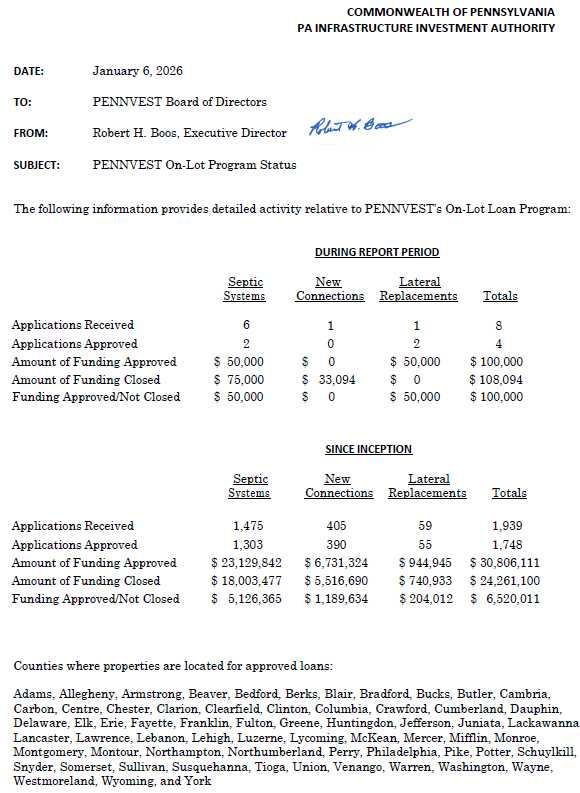 COMMONWEALTH OF PENNSYLVANIA
PA INFRASTRUCTURE INVESTMENT AUTHORITY
DATE: January 6, 2026
TO: PENNVEST Board of Directors
FROM: Robert H. Boos, Executive Director Robert H. Boos
SUBJECT: PENNVEST On-Lot Program Status
The following information provides detailed activity relative to PENNVEST's On-Lot Loan Program:
DURING REPORT PERIOD
Septic New Lateral
Systems Connections Replacements Totals
Applications Received 6 1 1 8
Applications Approved 2 0 2 4
Amount of Funding Approved $ 50,000 $ 0 $ 50,000 $ 100,000
Amount of Funding Closed $ 75,000 $ 33,094 $ 0 $ 108,094
Funding Approved/Not Closed $ 50,000 $ 0 $ 50,000 $ 100,000
SINCE INCEPTION
Septic New Lateral
Systems Connections Replacements Totals
Applications Received 1,475 405 59 1,939
Applications Approved 1,303 390 55 1,748
Amount of Funding Approved $ 23,129,842 $ 6,731,324 $ 944,945 $ 30,806,111
Amount of Funding Closed $ 18,003,477 $ 5,516,690 $ 740,933 $ 24,261,100
Funding Approved/Not Closed $ 5,126,365 $ 1,189,634 $ 204,012 $ 6,520,011
Counties where properties are located for approved loans:
Adams, Allegheny, Armstrong, Beaver, Bedford, Berks, Blair, Bradford, Bucks, Butler, Cambria,
Carbon, Centre, Chester, Clarion, Clearfield, Clinton, Columbia, Crawford, Cumberland, Dauphin,
Delaware, Elk, Erie, Fayette, Franklin, Fulton, Greene, Huntingdon, Jefferson, Juniata, Lackawanna
Lancaster, Lawrence, Lebanon, Lehigh, Luzerne, Lycoming, McKean, Mercer, Mifflin, Monroe,
Montgomery, Montour, Northampton, Northumberland, Perry, Philadelphia, Pike, Potter, Schuylkill,
Snyder, Somerset, Sullivan, Susquehanna, Tioga, Union, Venango, Warren, Washington, Wayne,
Westmoreland, Wyoming, and York